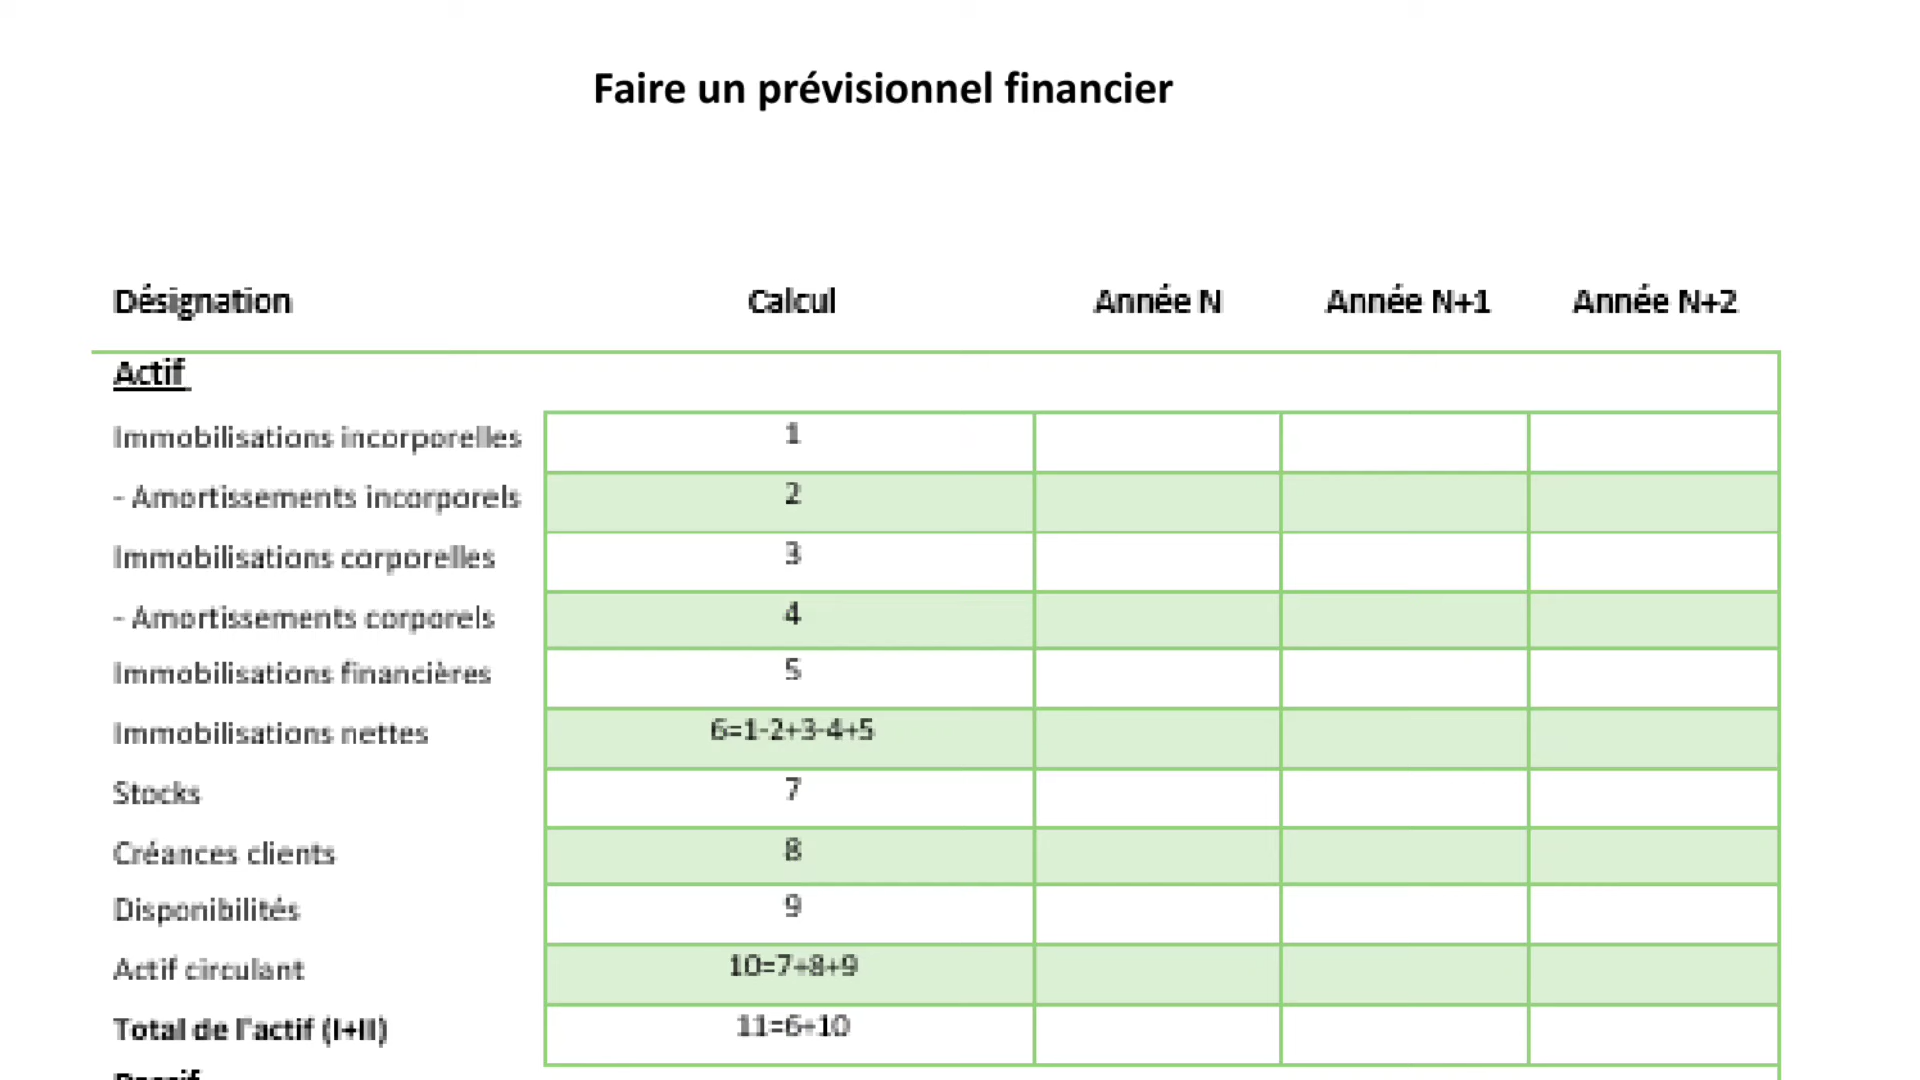 Faire un prévisionnel financier
Désignation Calcul Année N Année N+1 Année N+2
Actif
Immobilisations incorporelles 1
- Amortissements incorporels 2
Immobilisations corporelles 3
- Amortissements corporels 4
Immobilisations financières 5
Immobilisations nettes 6=1-2+3-4+5
Stocks 7
Créances clients 8
Disponibilités 9
Actif circulant 10=7+8+9
Total de l'actif (I+II) 11=6+10